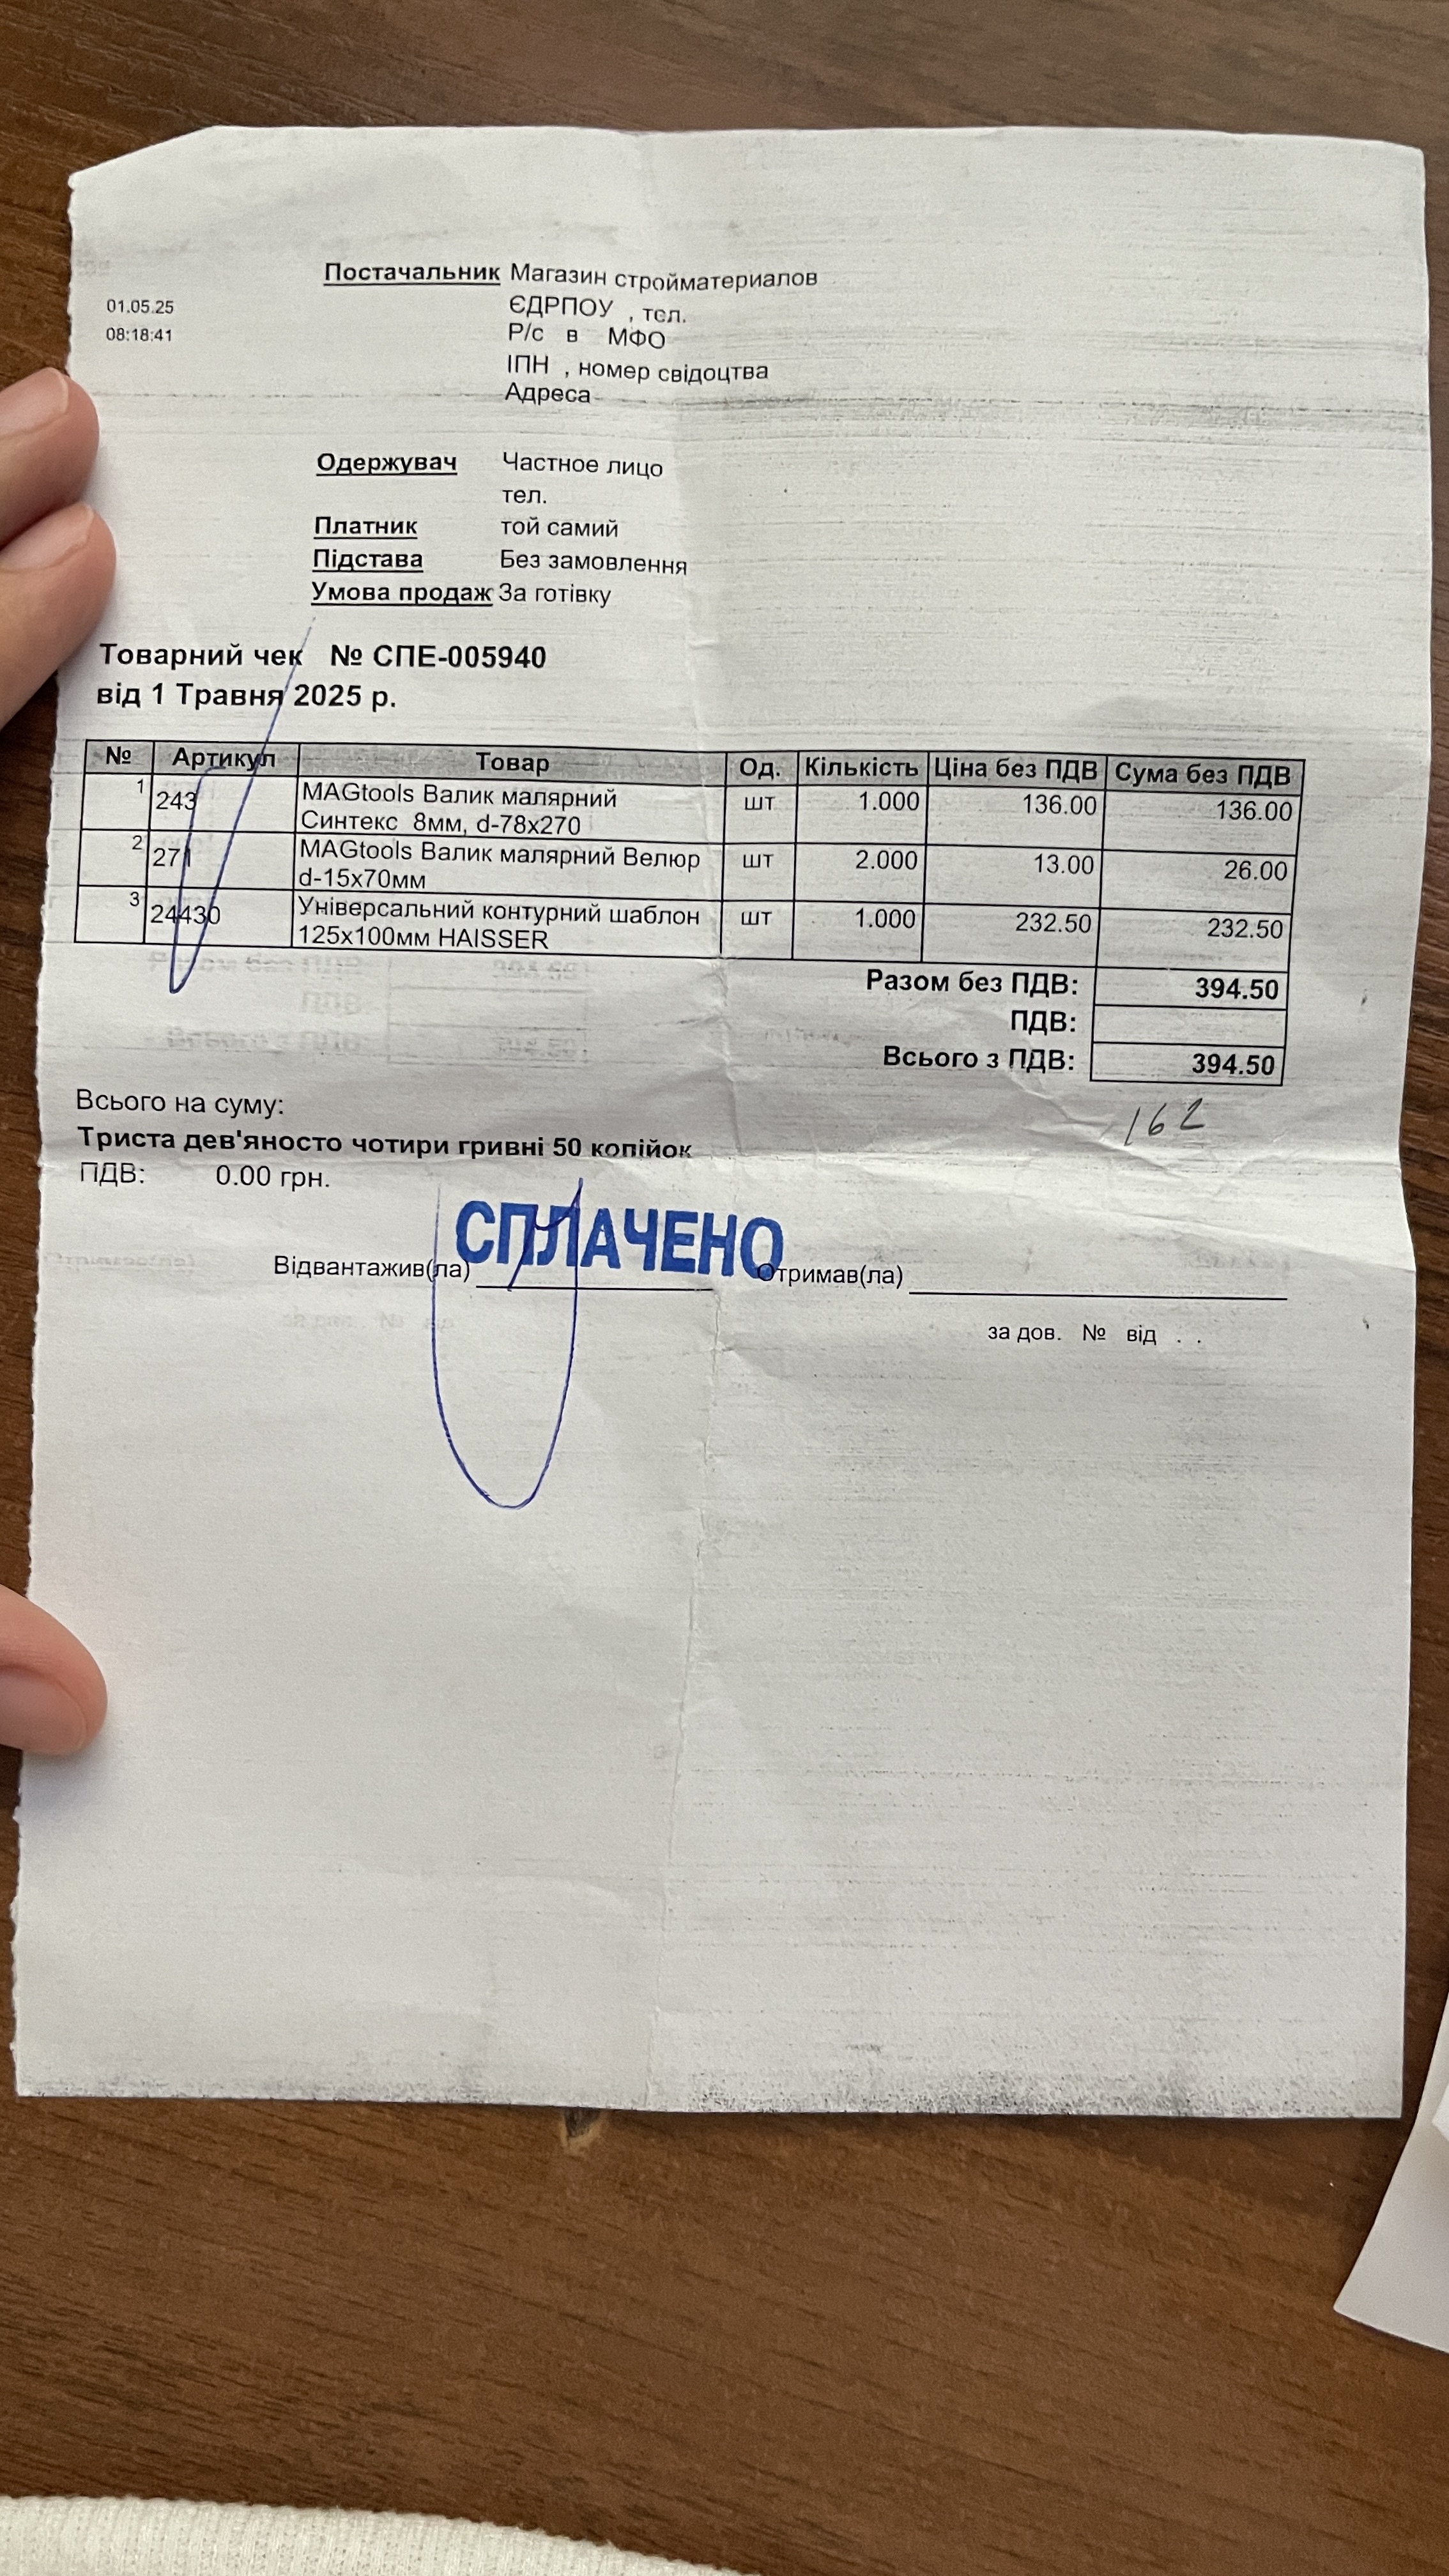 Постачальник Магазин стройматериалов
01.05.25 ЄДРПОУ , тел.
08:18:41 Р/с в МФО
ІПН , номер свідоцтва
Адреса
Одержувач Частное лицо
тел.
Платник той самий
Підстава Без замовлення
Умова продаж За готівку
Товарний чек № СПЕ-005940
від 1 Травня 2025 р.
№ Артикул Товар Од. Кількість Ціна без ПДВ Сума без ПДВ
1 243 MAGtools Валик малярний шт 1.000 136.00 136.00
Синтекс 8мм, d-78x270
2 271 MAGtools Валик малярний Велюр шт 2.000 13.00 26.00
d-15x70мм
3 24430 Універсальний контурний шаблон шт 1.000 232.50 232.50
125x100мм HAISSER
Разом без ПДВ: 394.50
ПДВ:
Всього з ПДВ: 394.50
162
Всього на суму:
Триста дев'яносто чотири гривні 50 копійок
ПДВ: 0.00 грн.
СПЛАЧЕНО
Відвантажив(ла) Отримав(ла)
за дов. № від . .